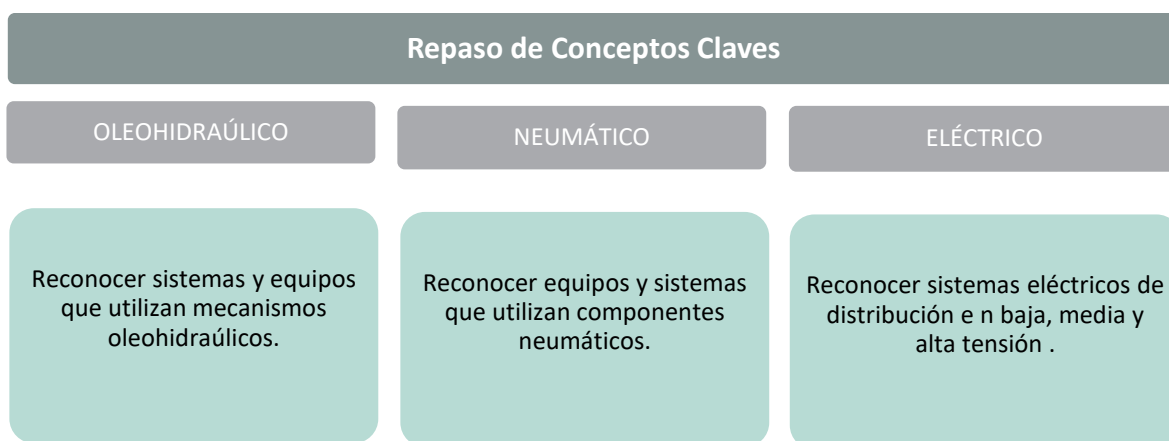 Repaso de Conceptos Claves
OLEOHIDRAÚLICO
NEUMÁTICO
ELÉCTRICO
Reconocer sistemas y equipos
que utilizan mecanismos
oleohidraúlicos.
Reconocer equipos y sistemas
que utilizan componentes
neumáticos.
Reconocer sistemas eléctricos de
distribución e n baja, media y
alta tensión .